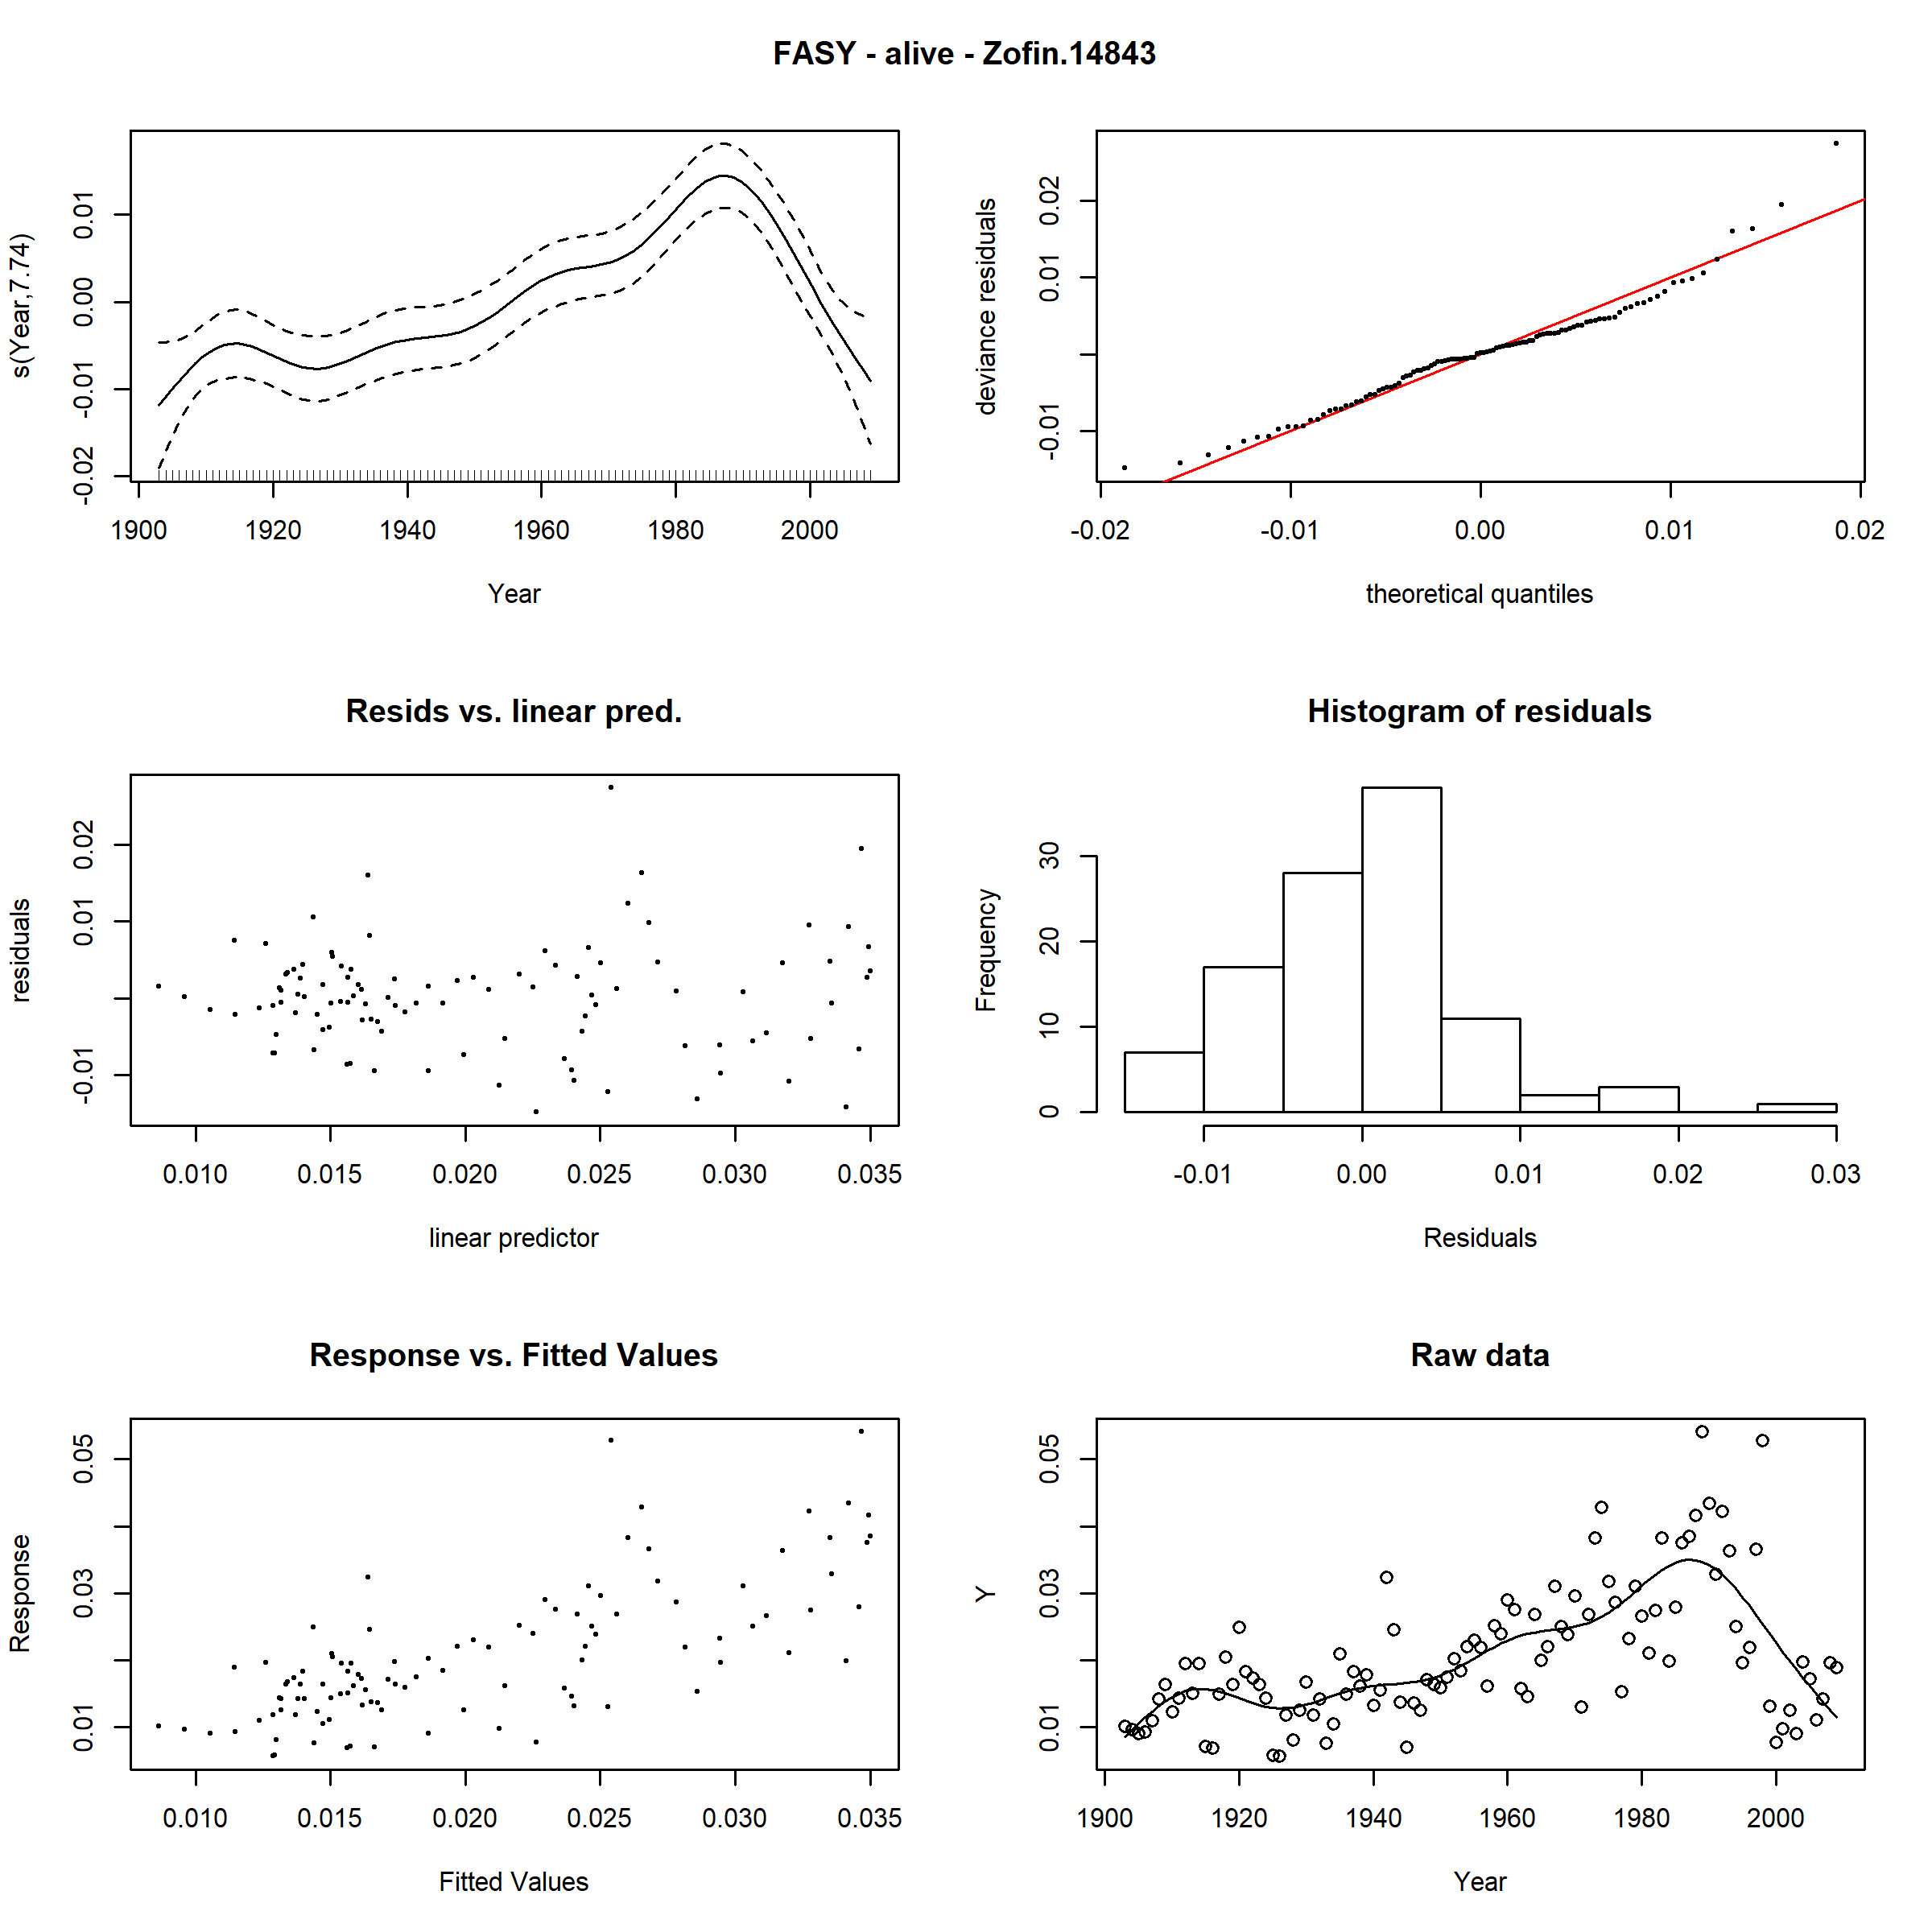 FASY - alive - Zofin.14843
s(Year,7.74)
0.01
0.00
-0.01
-0.02
1900 1920 1940 1960 1980 2000
Year
deviance residuals
0.02
0.01
-0.01
-0.02 -0.01 0.00 0.01 0.02
theoretical quantiles
Resids vs. linear pred.
residuals
0.02
0.01
-0.01
0.010 0.015 0.020 0.025 0.030 0.035
linear predictor
Histogram of residuals
Frequency
30
20
10
0
-0.01 0.00 0.01 0.02 0.03
Residuals
Response vs. Fitted Values
Response
0.05
0.03
0.01
0.010 0.015 0.020 0.025 0.030 0.035
Fitted Values
Raw data
Y
0.05
0.03
0.01
1900 1920 1940 1960 1980 2000
Year